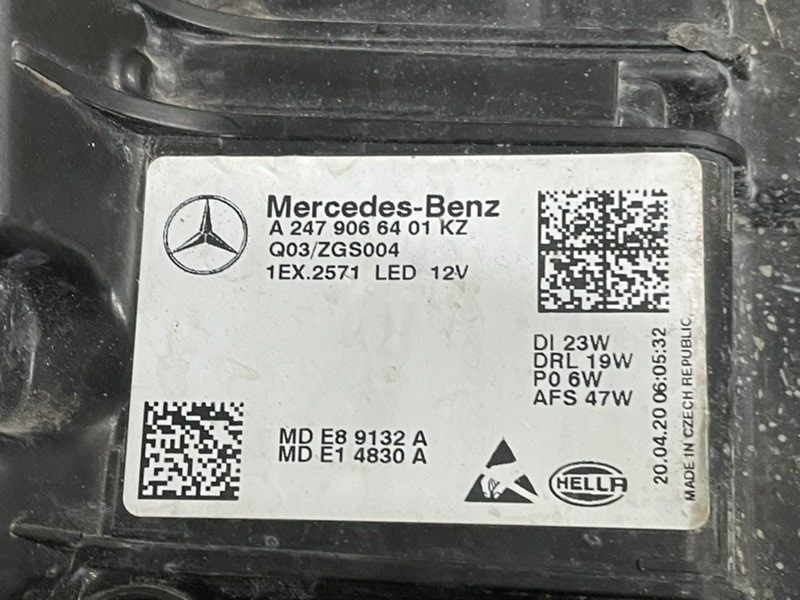 Mercedes-Benz
A 247 906 64 01 KZ
Q03/ZGS004
1EX.2571 LED 12V
DI 23W
DRL 19W
P0 6W
AFS 47W
MD E8 9132 A
MD E1 4830 A
HELLA
20.04.20 06:05:32
MADE IN CZECH REPUBLIC